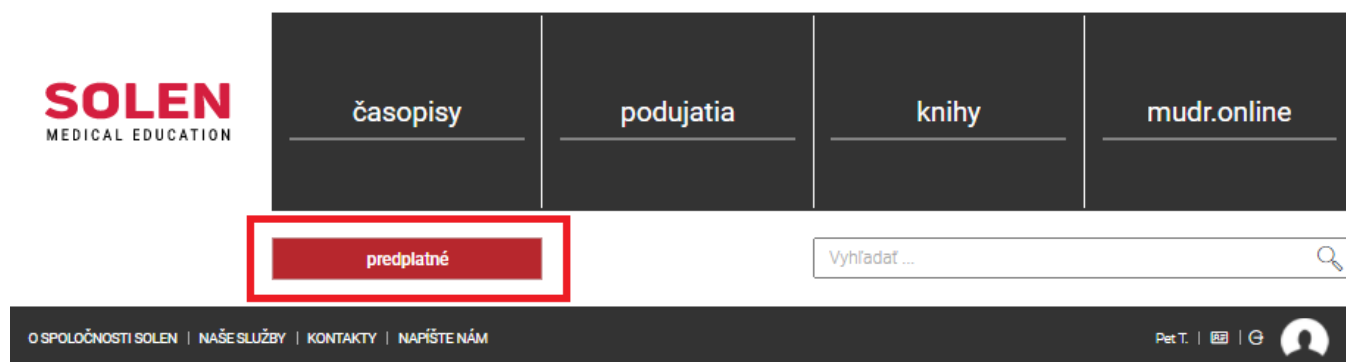 SOLEN
MEDICAL EDUCATION
časopisy
podujatia
knihy
mudr.online
predplatné
Vyhľadať ...
O SPOLOČNOSTI SOLEN | NAŠE SLUŽBY | KONTAKTY | NAPÍŠTE NÁM
Pet T.